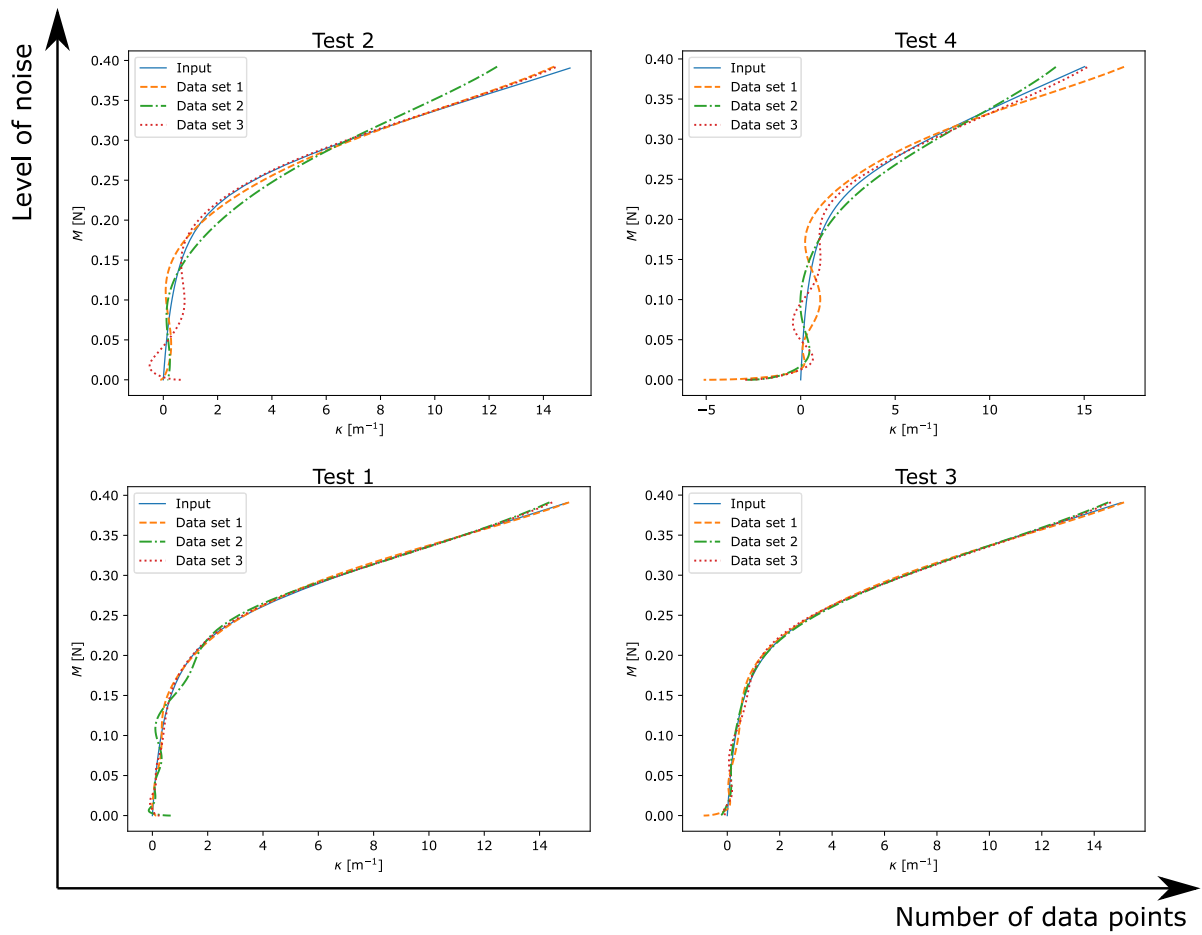 Level of noise
Test 2
Input
Data set 1
Data set 2
Data set 3
0.40
0.35
0.30
0.25
0.20
0.15
0.10
0.05
0.00
M [N]
0 2 4 6 8 10 12 14
κ [m⁻¹]
Test 4
Input
Data set 1
Data set 2
Data set 3
0.40
0.35
0.30
0.25
0.20
0.15
0.10
0.05
0.00
M [N]
−5 0 5 10 15
κ [m⁻¹]
Test 1
Input
Data set 1
Data set 2
Data set 3
0.40
0.35
0.30
0.25
0.20
0.15
0.10
0.05
0.00
M [N]
0 2 4 6 8 10 12 14
κ [m⁻¹]
Test 3
Input
Data set 1
Data set 2
Data set 3
0.40
0.35
0.30
0.25
0.20
0.15
0.10
0.05
0.00
M [N]
0 2 4 6 8 10 12 14
κ [m⁻¹]
Number of data points